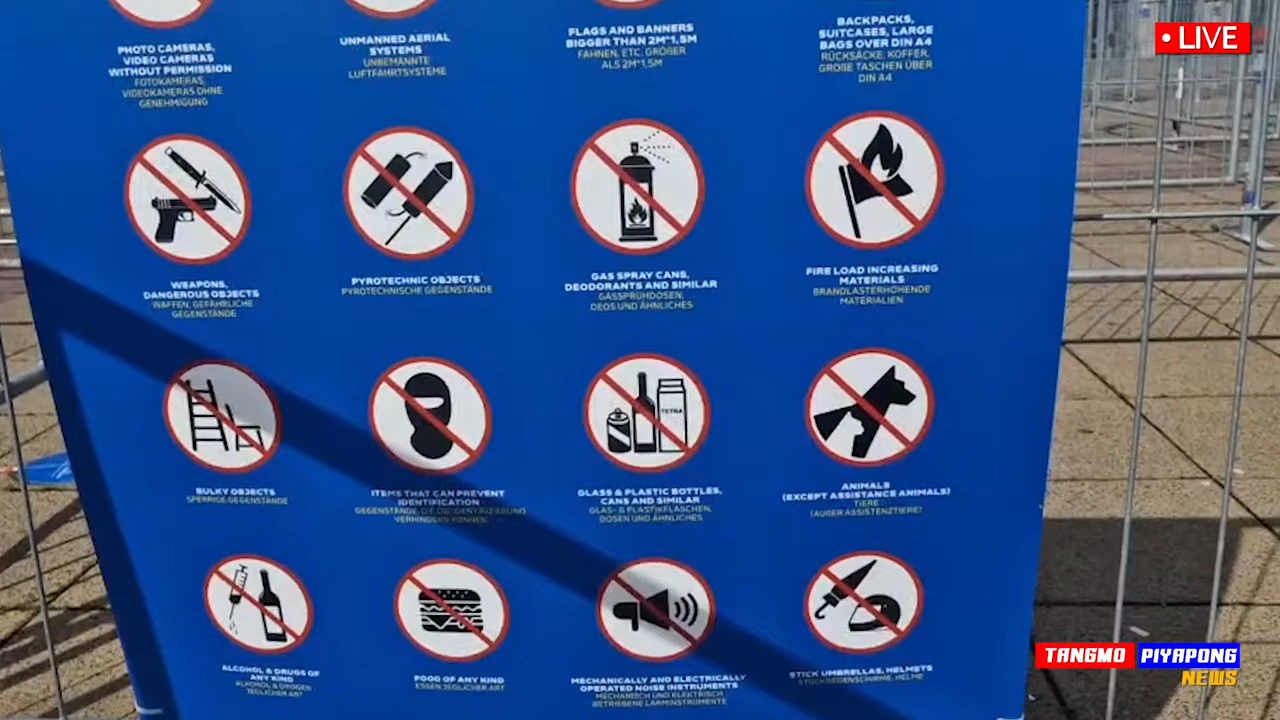 • LIVE
PHOTO CAMERAS,
VIDEO CAMERAS
WITHOUT PERMISSION
FOTOKAMERAS,
VIDEOKAMERAS OHNE
GENEHMIGUNG
UNMANNED AERIAL
SYSTEMS
UNBEMANNTE
LUFTFAHRTSYSTEME
FLAGS AND BANNERS
BIGGER THAN 2M*1,5M
FAHNEN, ETC. GRÖßER
ALS 2M*1,5M
BACKPACKS,
SUITCASES, LARGE
BAGS OVER DIN A4
RÜCKSÄCKE, KOFFER,
GROßE TASCHEN ÜBER
DIN A4
WEAPONS,
DANGEROUS OBJECTS
WAFFEN, GEFÄHRLICHE
GEGENSTÄNDE
PYROTECHNIC OBJECTS
PYROTECHNISCHE GEGENSTÄNDE
GAS SPRAY CANS,
DEODORANTS AND SIMILAR
GASSPRÜHDOSEN,
DEOS UND ÄHNLICHES
FIRE LOAD INCREASING
MATERIALS
BRANDLASTERHÖHENDE
MATERIALIEN
BULKY OBJECTS
SPERRIGE GEGENSTÄNDE
ITEMS THAT CAN PREVENT
IDENTIFICATION
GEGENSTÄNDE, DIE DIE IDENTIFIZIERUNG
VERHINDERN KÖNNEN
TETRA
GLASS & PLASTIC BOTTLES,
CANS AND SIMILAR
GLAS- & PLASTIKFLASCHEN,
DOSEN UND ÄHNLICHES
ANIMALS
(EXCEPT ASSISTANCE ANIMALS)
TIERE
(AUßER ASSISTENZTIERE)
ALCOHOL & DRUGS OF
ANY KIND
ALKOHOL & DROGEN
JEGLICHER ART
FOOD OF ANY KIND
ESSEN JEGLICHER ART
MECHANICALLY AND ELECTRICALLY
OPERATED NOISE INSTRUMENTS
MECHANISCH UND ELEKTRISCH
BETRIEBENE LÄRMINSTRUMENTE
STICK UMBRELLAS, HELMETS
STOCKREGENSCHIRME, HELME
TANGMO PIYAPONG
NEWS